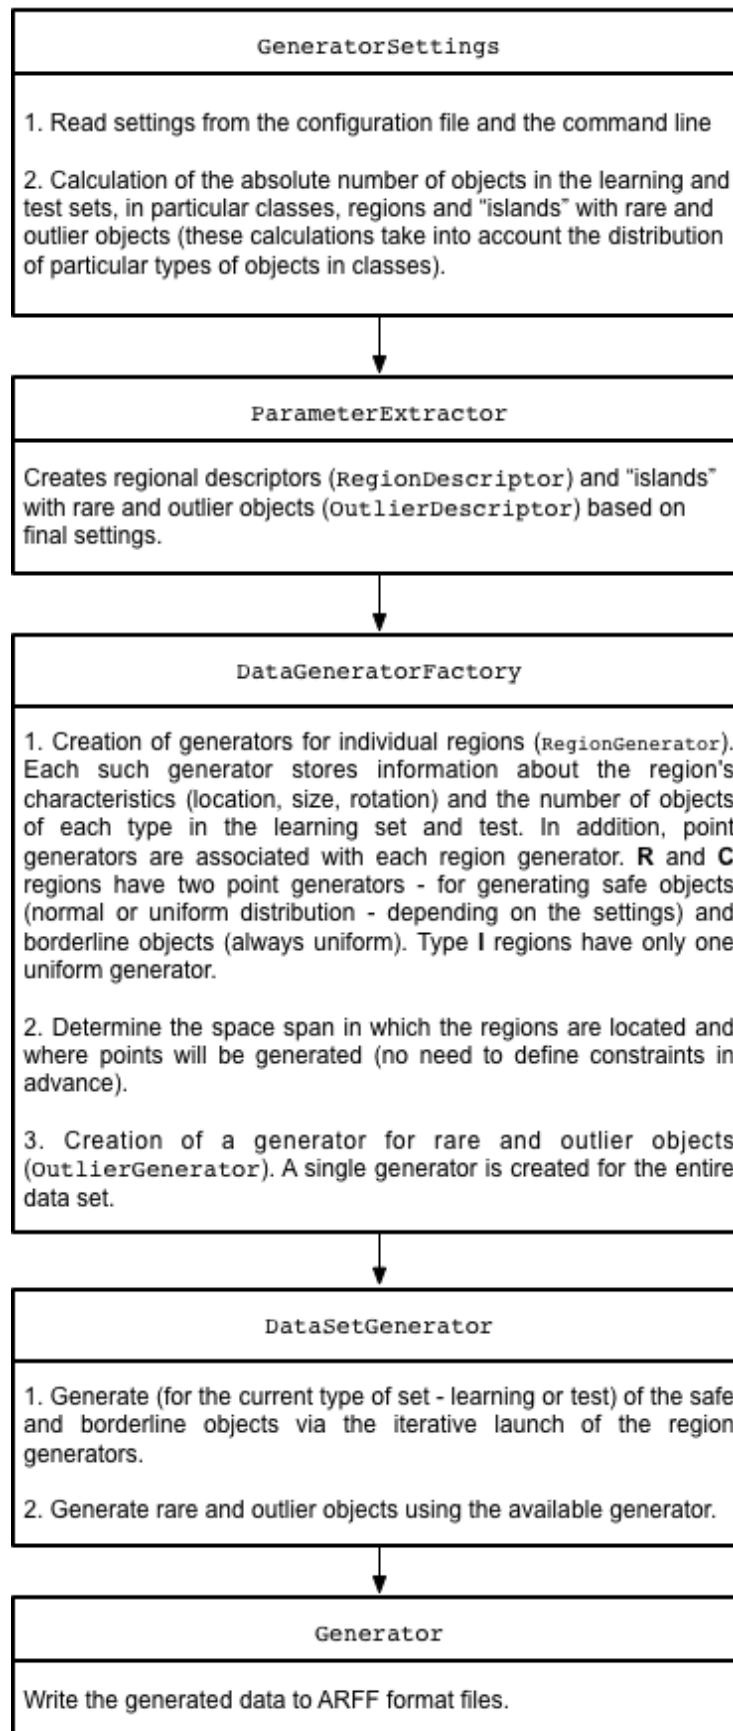 GeneratorSettings
1. Read settings from the configuration file and the command line
2. Calculation of the absolute number of objects in the learning and
test sets, in particular classes, regions and “islands” with rare and
outlier objects (these calculations take into account the distribution
of particular types of objects in classes).
ParameterExtractor
Creates regional descriptors (RegionDescriptor) and “islands”
with rare and outlier objects (OutlierDescriptor) based on
final settings.
DataGeneratorFactory
1. Creation of generators for individual regions (RegionGenerator).
Each such generator stores information about the region's
characteristics (location, size, rotation) and the number of objects
of each type in the learning set and test. In addition, point
generators are associated with each region generator. R and C
regions have two point generators - for generating safe objects
(normal or uniform distribution - depending on the settings) and
borderline objects (always uniform). Type I regions have only one
uniform generator.
2. Determine the space span in which the regions are located and
where points will be generated (no need to define constraints in
advance).
3. Creation of a generator for rare and outlier objects
(OutlierGenerator). A single generator is created for the entire
data set.
DataSetGenerator
1. Generate (for the current type of set - learning or test) of the safe
and borderline objects via the iterative launch of the region
generators.
2. Generate rare and outlier objects using the available generator.
Generator
Write the generated data to ARFF format files.